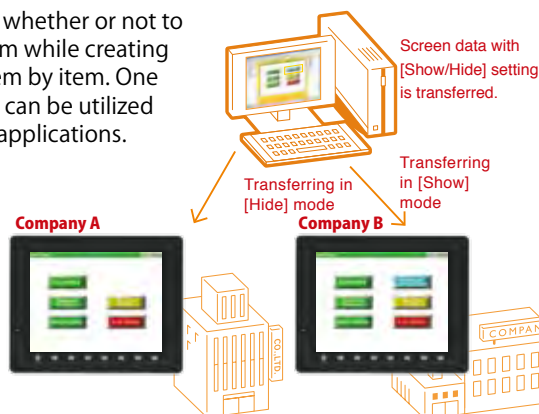 whether or not to
m while creating
em by item. One
can be utilized
applications.
Screen data with
[Show/Hide] setting
is transferred.
Transferring in
[Hide] mode
Transferring
in [Show]
mode
Company A
Company B
CO.,LTD.
COMPAN